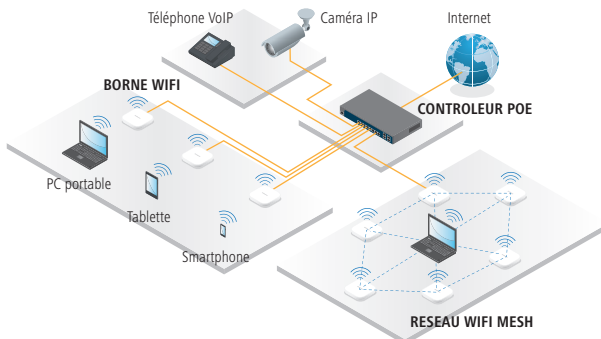 Téléphone VoIP
Caméra IP
Internet
BORNE WIFI
CONTROLEUR POE
PC portable
Tablette
Smartphone
RESEAU WIFI MESH